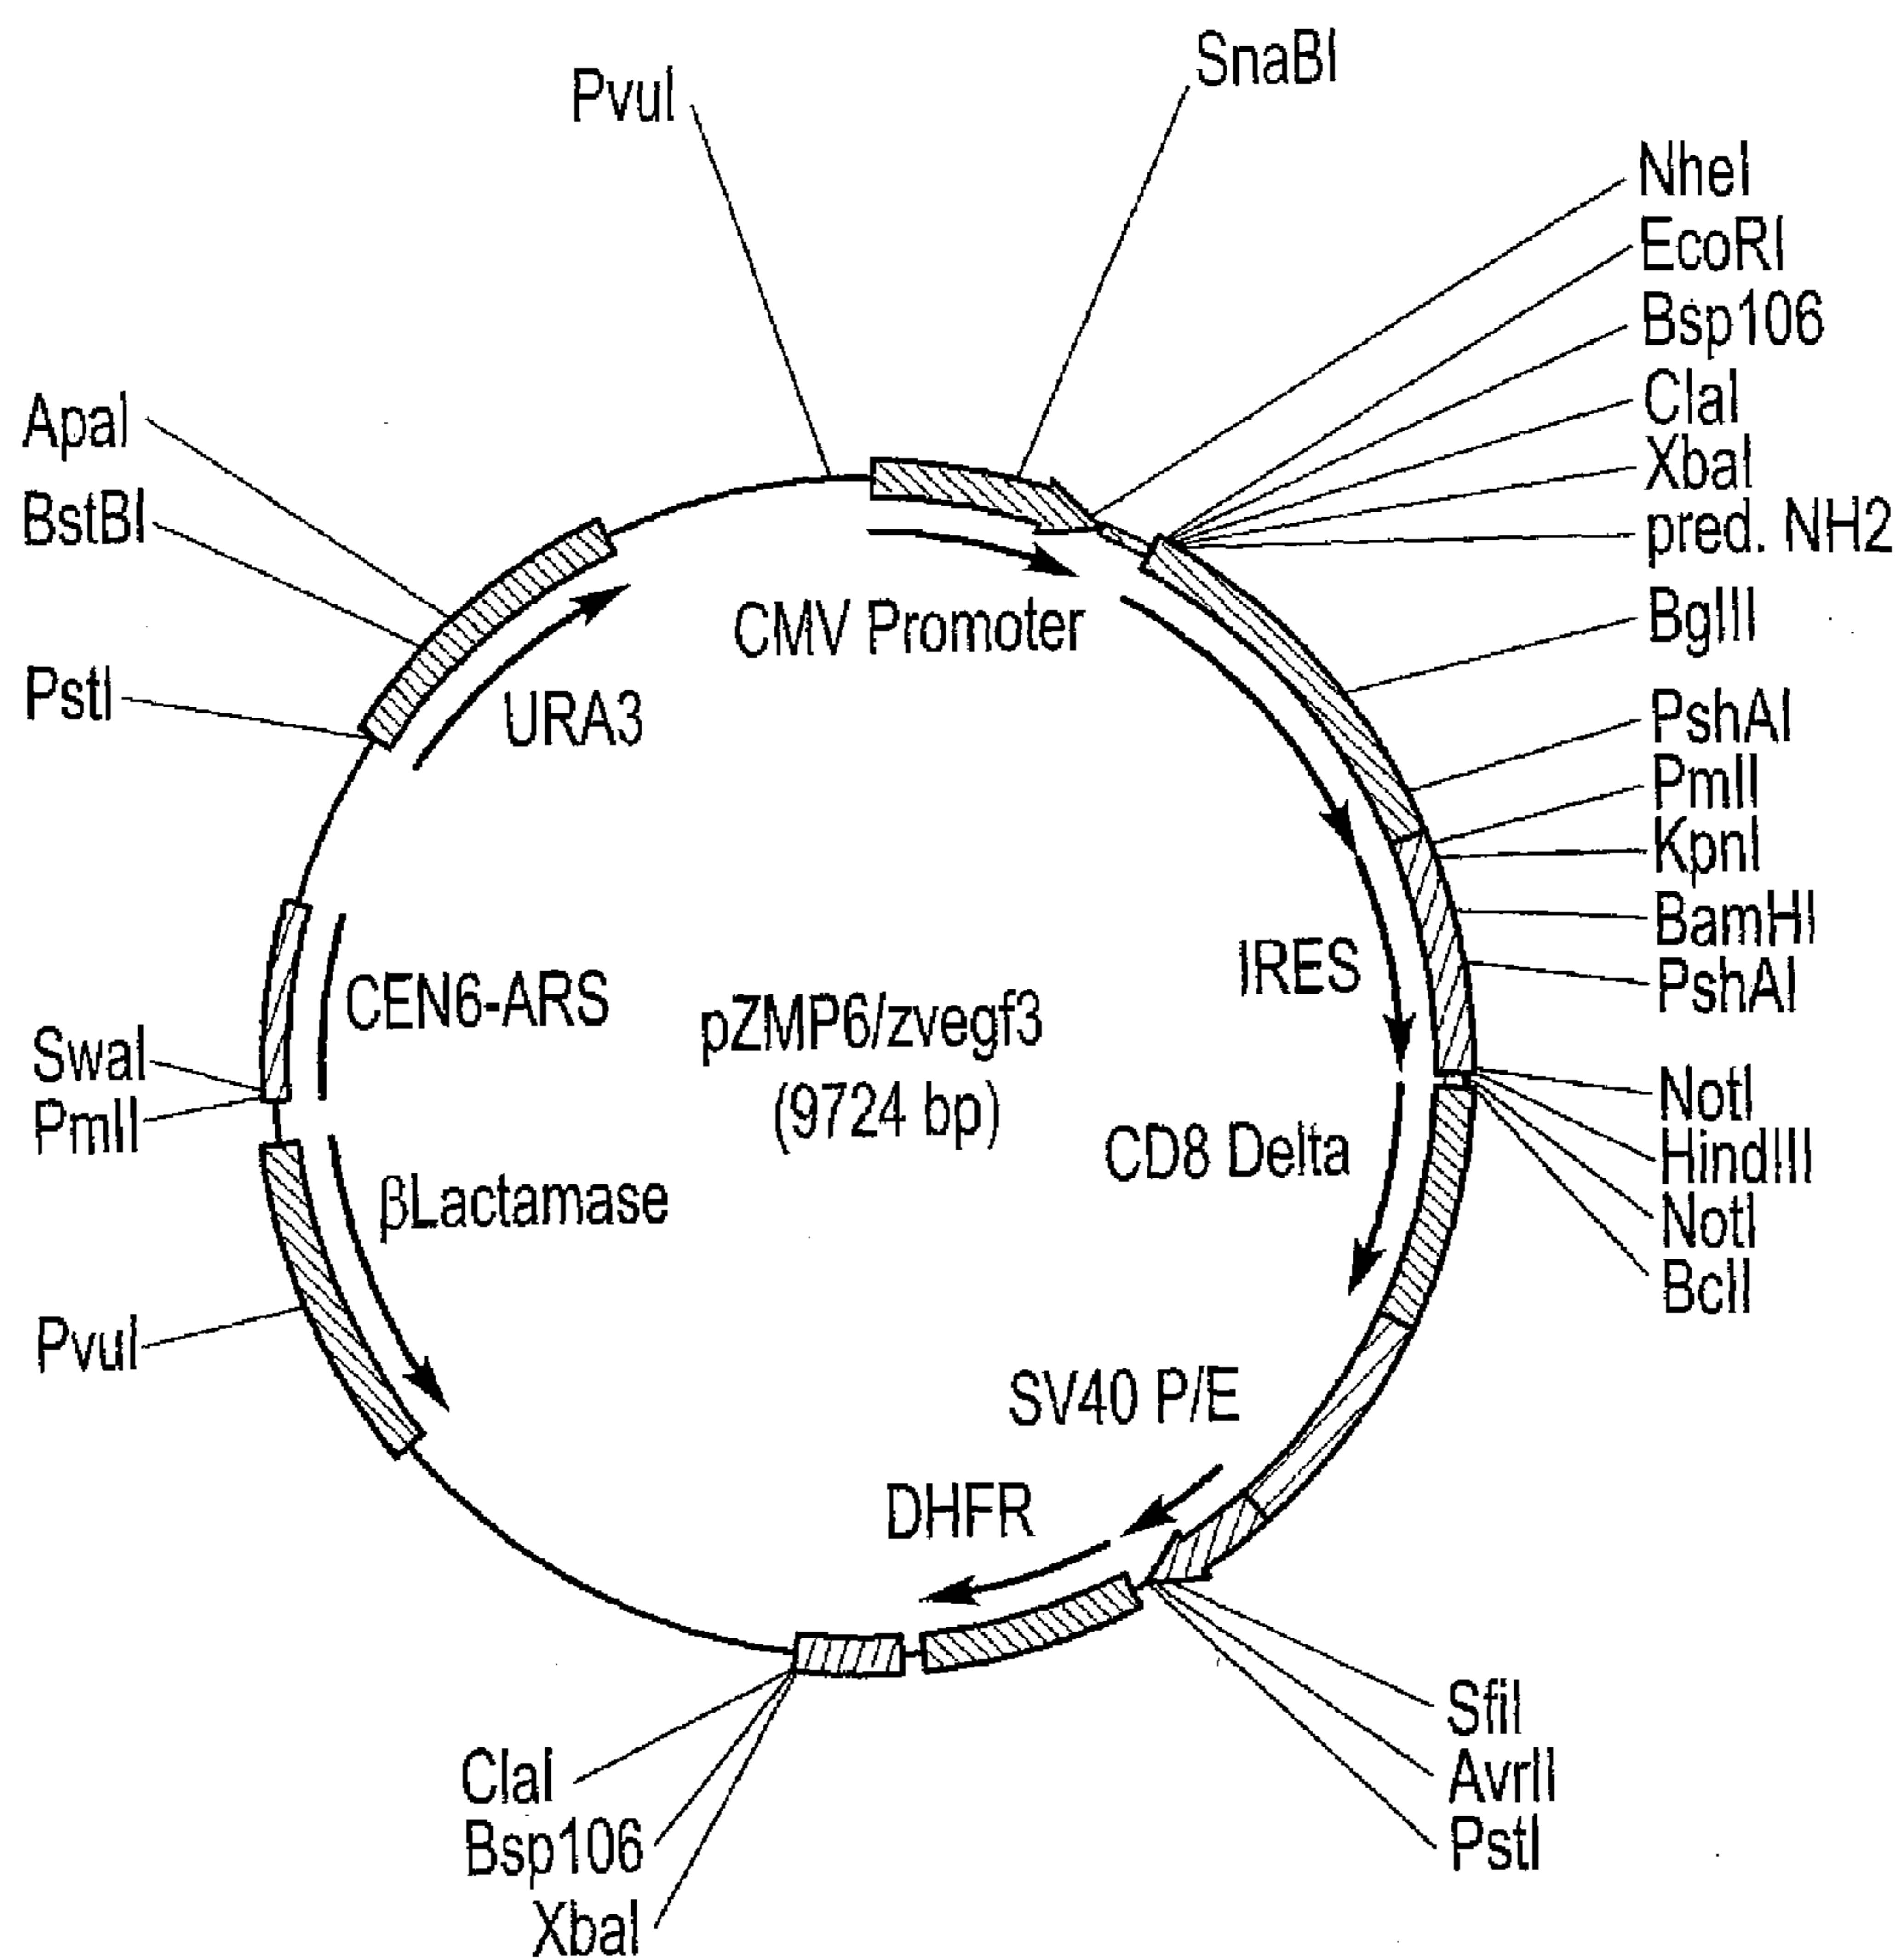 PvuI
SnaBI
NheI
EcoRI
Bsp106
ClaI
XbaI
pred. NH2
BglII
PshAI
PmlI
KpnI
BamHI
PshAI
NotI
HindIII
NotI
BclI
SfiI
AvrII
PstI
XbaI
Bsp106
ClaI
PvuI
PmlI
SwaI
PstI
BstBI
ApaI
CMV Promoter
URA3
CEN6-ARS
IRES
pZMP6/zvegf3
(9724 bp)
CD8 Delta
βLactamase
SV40 P/E
DHFR